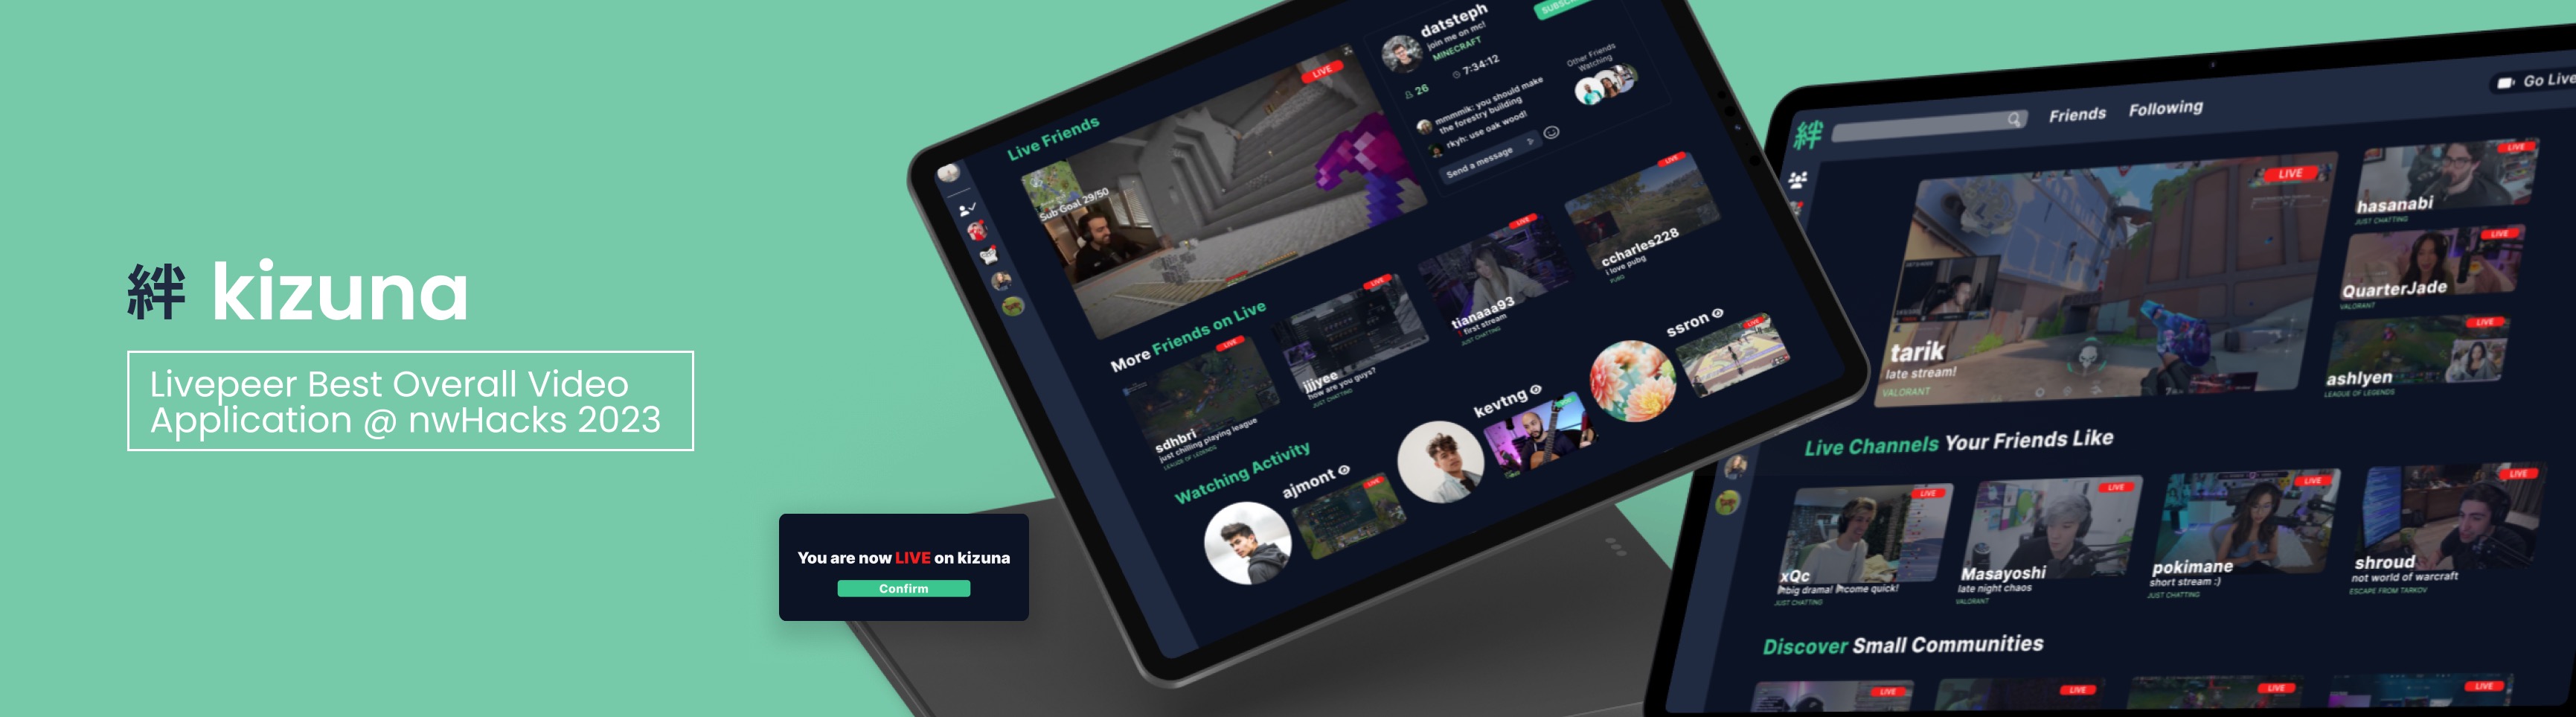 絆 kizuna
Livepeer Best Overall Video
Application @ nwHacks 2023
You are now LIVE on kizuna
Confirm
Live Friends
LIVE
Sub Goal 29/50
datsteph
join me on mc!
MINECRAFT
26
7:34:12
Other Friends
Watching
mmmmik: you should make
the forestry building
rkyh: use oak wood!
Send a message
More Friends on Live
LIVE
sdhbri
just chilling playing league
LEAGUE OF LEGENDS
LIVE
jjjyee
how are you guys?
JUST CHATTING
LIVE
tianaaa93
first stream
JUST CHATTING
LIVE
ccharles228
i love pubg
PUBG
Watching Activity
ajmont
LIVE
kevtng
ssron
LIVE
絆
Friends
Following
Go Live
LIVE
tarik
late stream!
VALORANT
LIVE
hasanabi
JUST CHATTING
LIVE
QuarterJade
VALORANT
LIVE
ashlyen
LEAGUE OF LEGENDS
Live Channels Your Friends Like
LIVE
xQc
JUST CHATTING
LIVE
Masayoshi
late night chaos
VALORANT
LIVE
pokimane
short stream :)
JUST CHATTING
LIVE
shroud
not world of warcraft
ESCAPE FROM TARKOV
Discover Small Communities
LIVE
LIVE
LIVE
LIVE